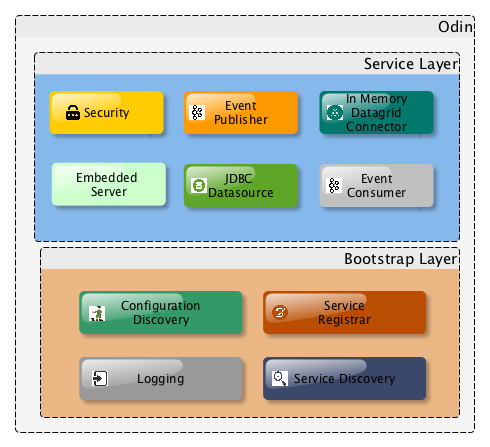 Odin
Service Layer
Security
Event
Publisher
In Memory
Datagrid
Connector
Embedded
Server
JDBC
Datasource
Event
Consumer
Bootstrap Layer
Configuration
Discovery
Service
Registrar
Logging
Service Discovery